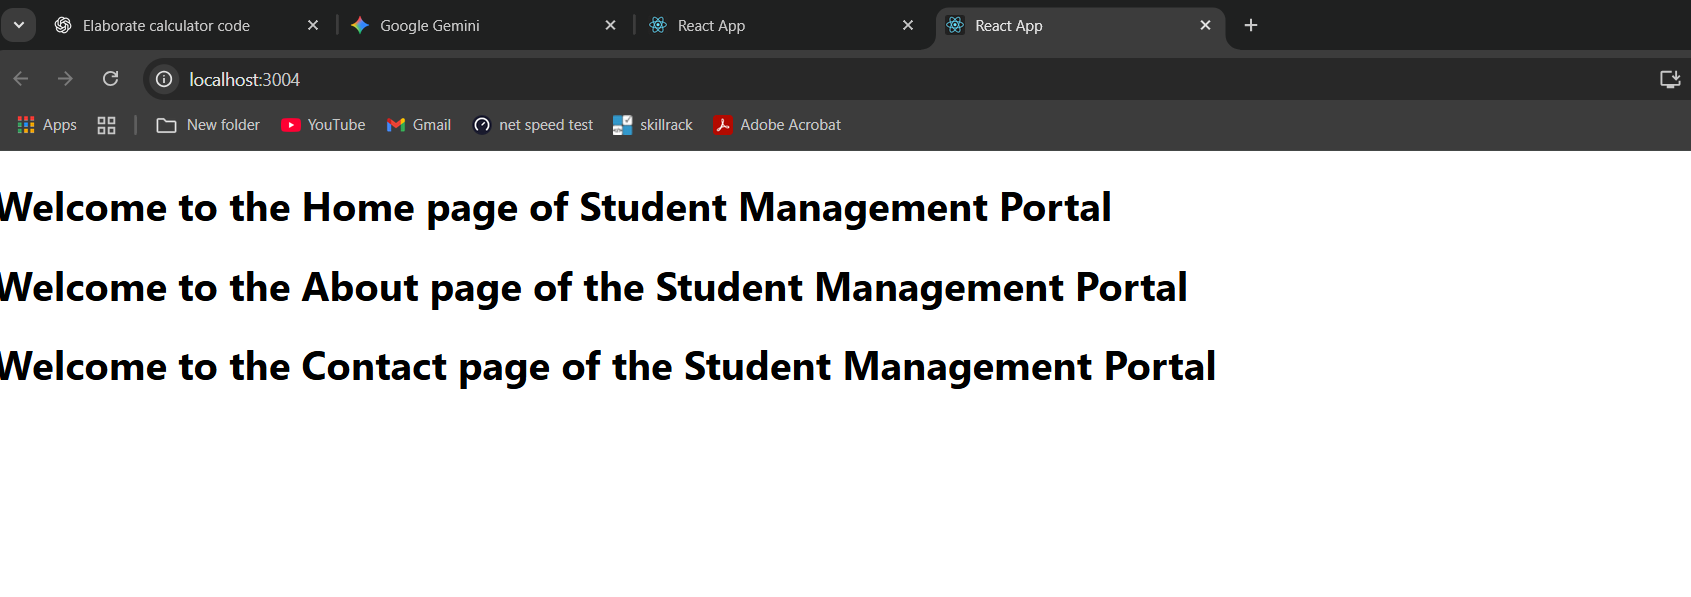 Elaborate calculator code
Google Gemini
React App
React App
localhost:3004
Apps
New folder
YouTube
Gmail
net speed test
skillrack
Adobe Acrobat
Welcome to the Home page of Student Management Portal
Welcome to the About page of the Student Management Portal
Welcome to the Contact page of the Student Management Portal